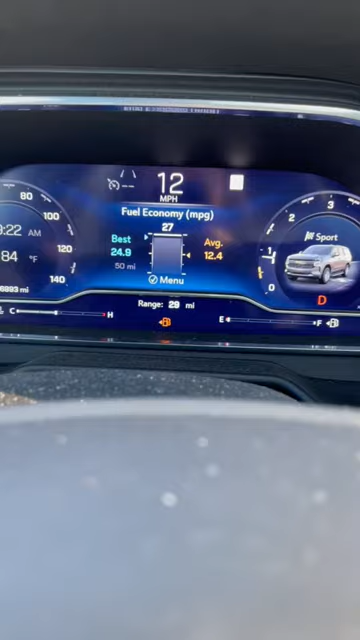 12
MPH
Fuel Economy (mpg)
27
Best
24.9
50 mi
Avg.
12.4
Menu
Range: 29 mi
80
100
120
140
:22 AM
84 °F
6893 mi
C
H
E
F
3
2
1
0
Sport
D